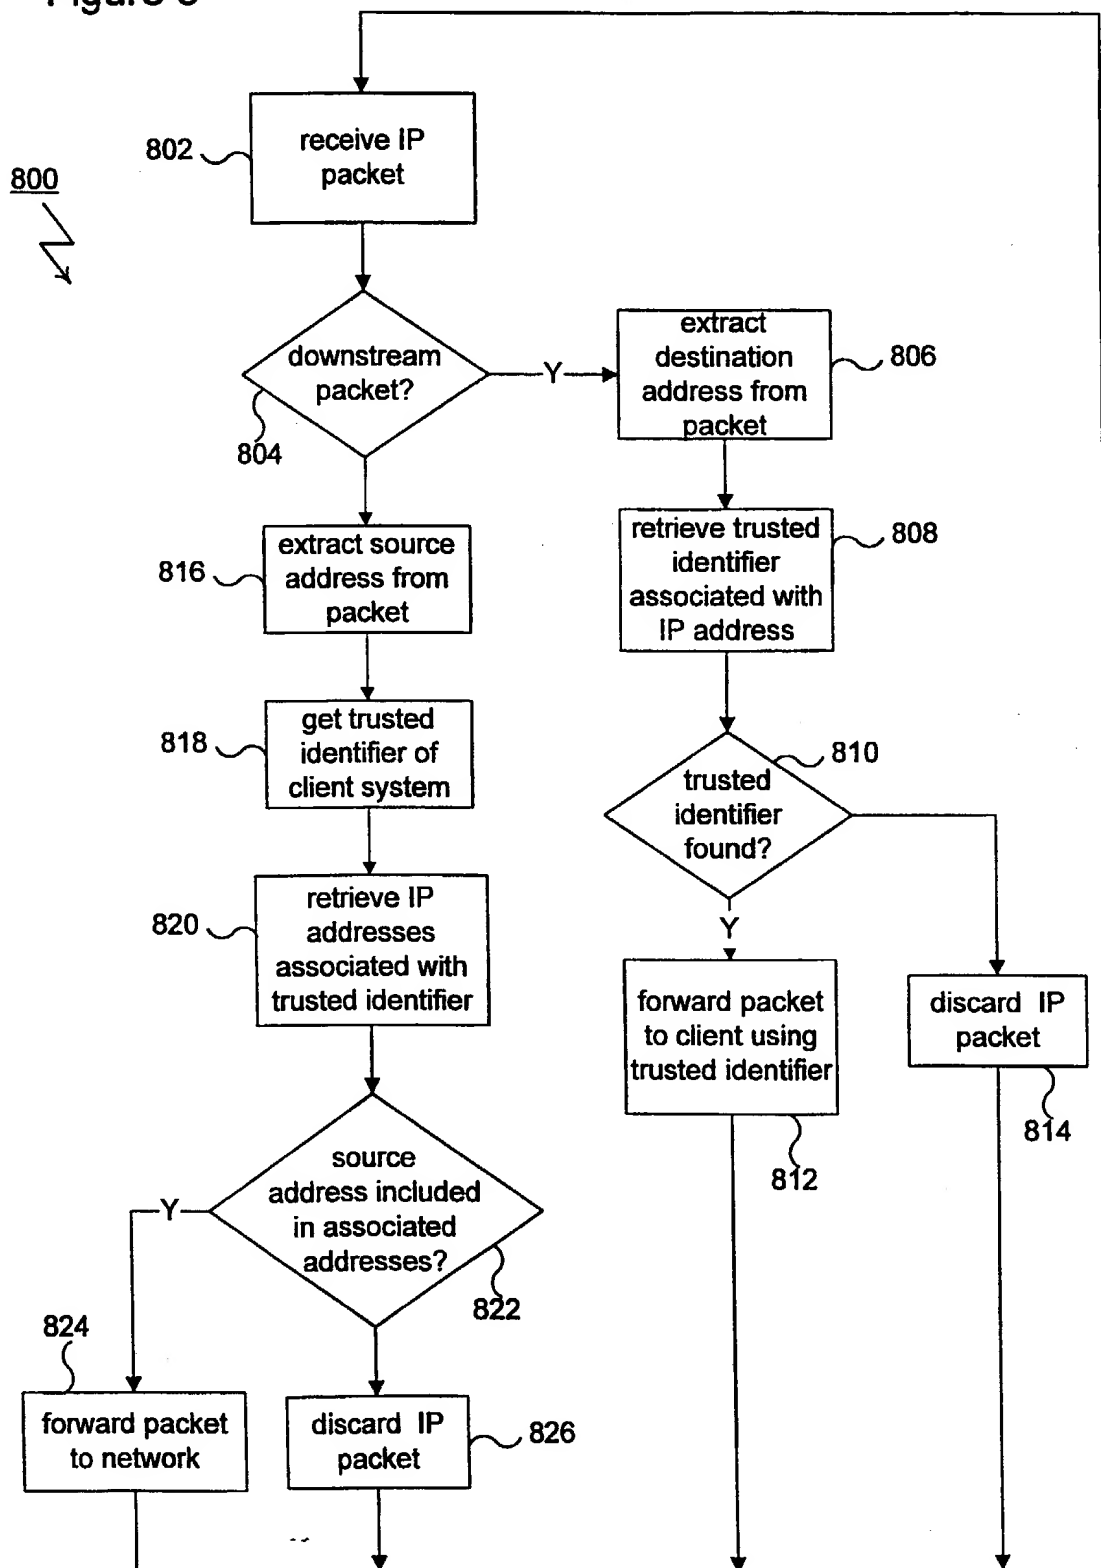 receive IP
packet
802
800
downstream
packet?
Y
804
extract
destination
address from
packet
806
extract source
address from
packet
816
retrieve trusted
identifier
associated with
IP address
808
get trusted
identifier of
client system
818
trusted
identifier
found?
810
Y
retrieve IP
addresses
associated with
trusted identifier
820
forward packet
to client using
trusted identifier
812
discard IP
packet
814
source
address included
in associated
addresses?
Y
822
824
forward packet
to network
discard IP
packet
826